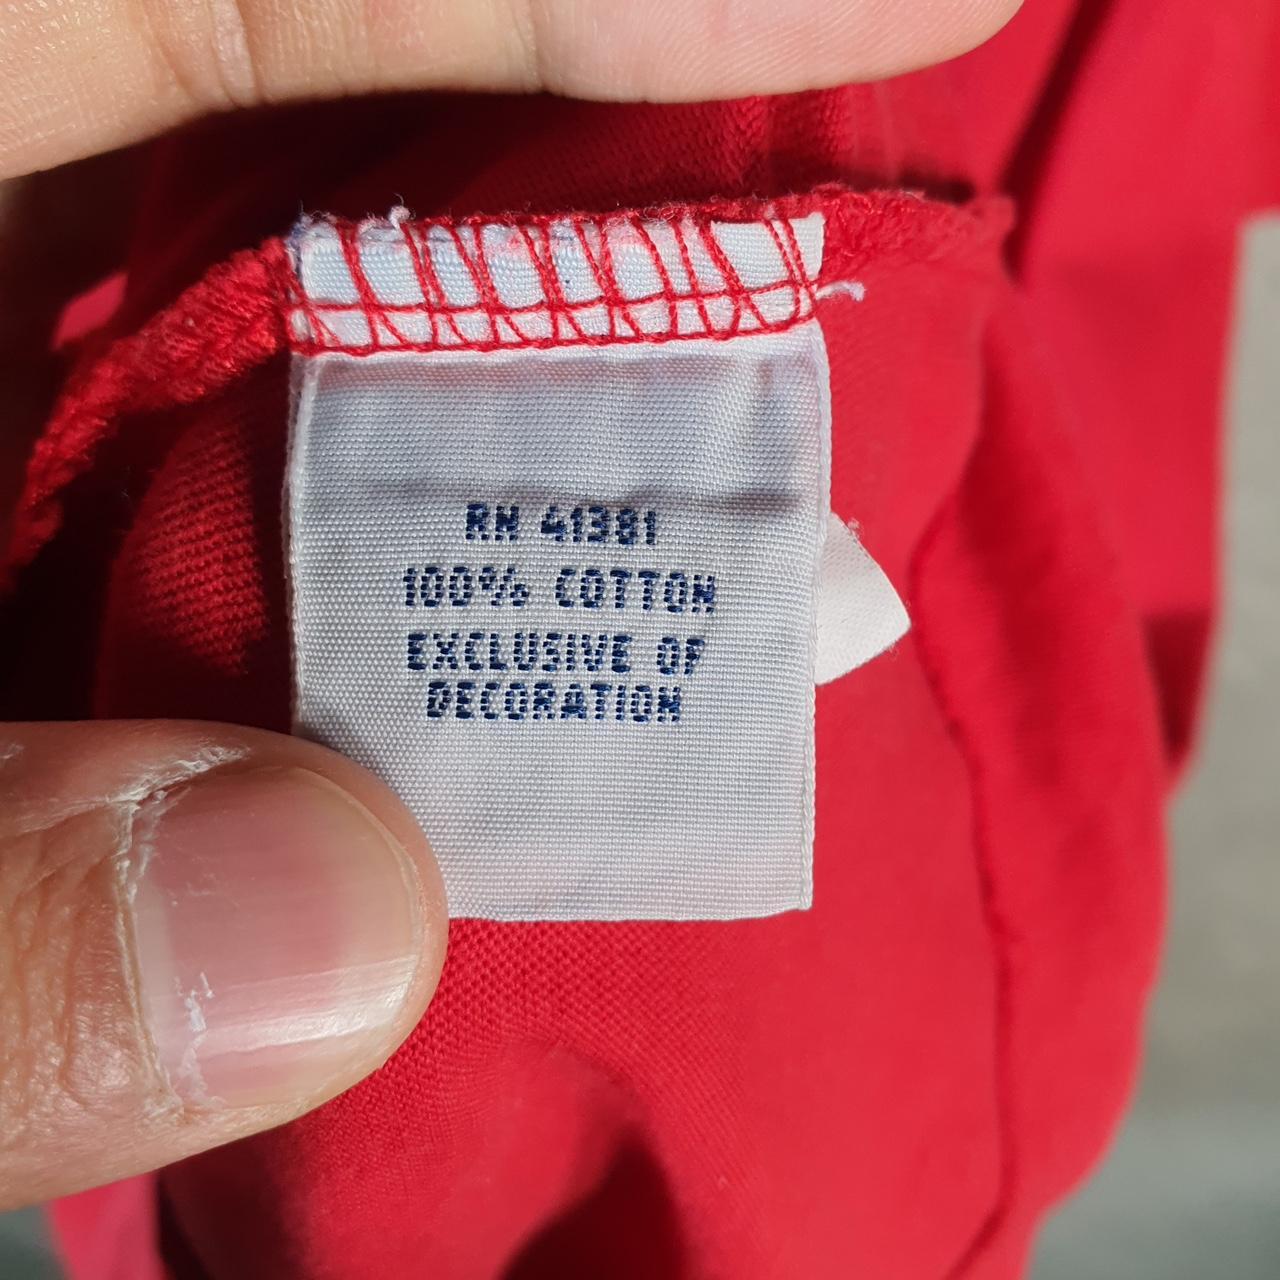 RN 41381
100% COTTON
EXCLUSIVE OF
DECORATION